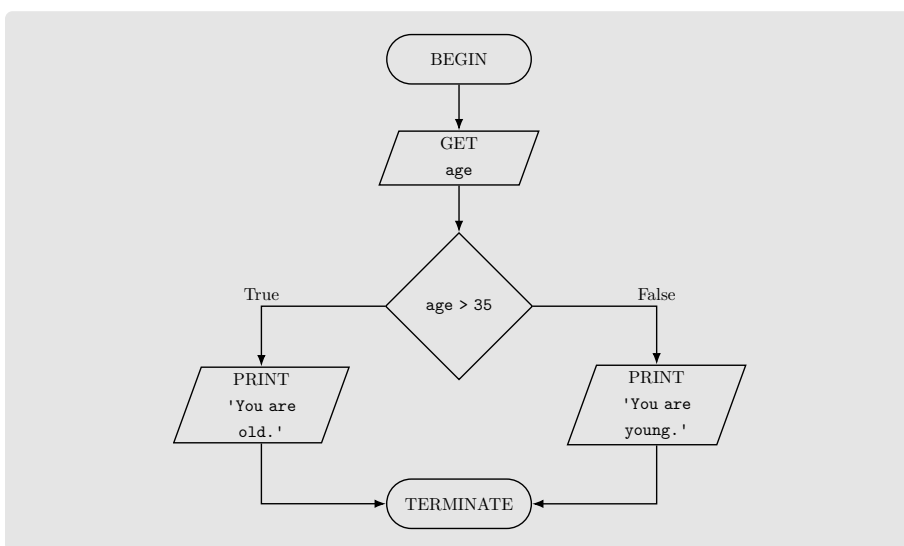 BEGIN
GET
age
age > 35
True
False
PRINT
'You are
old.'
PRINT
'You are
young.'
TERMINATE